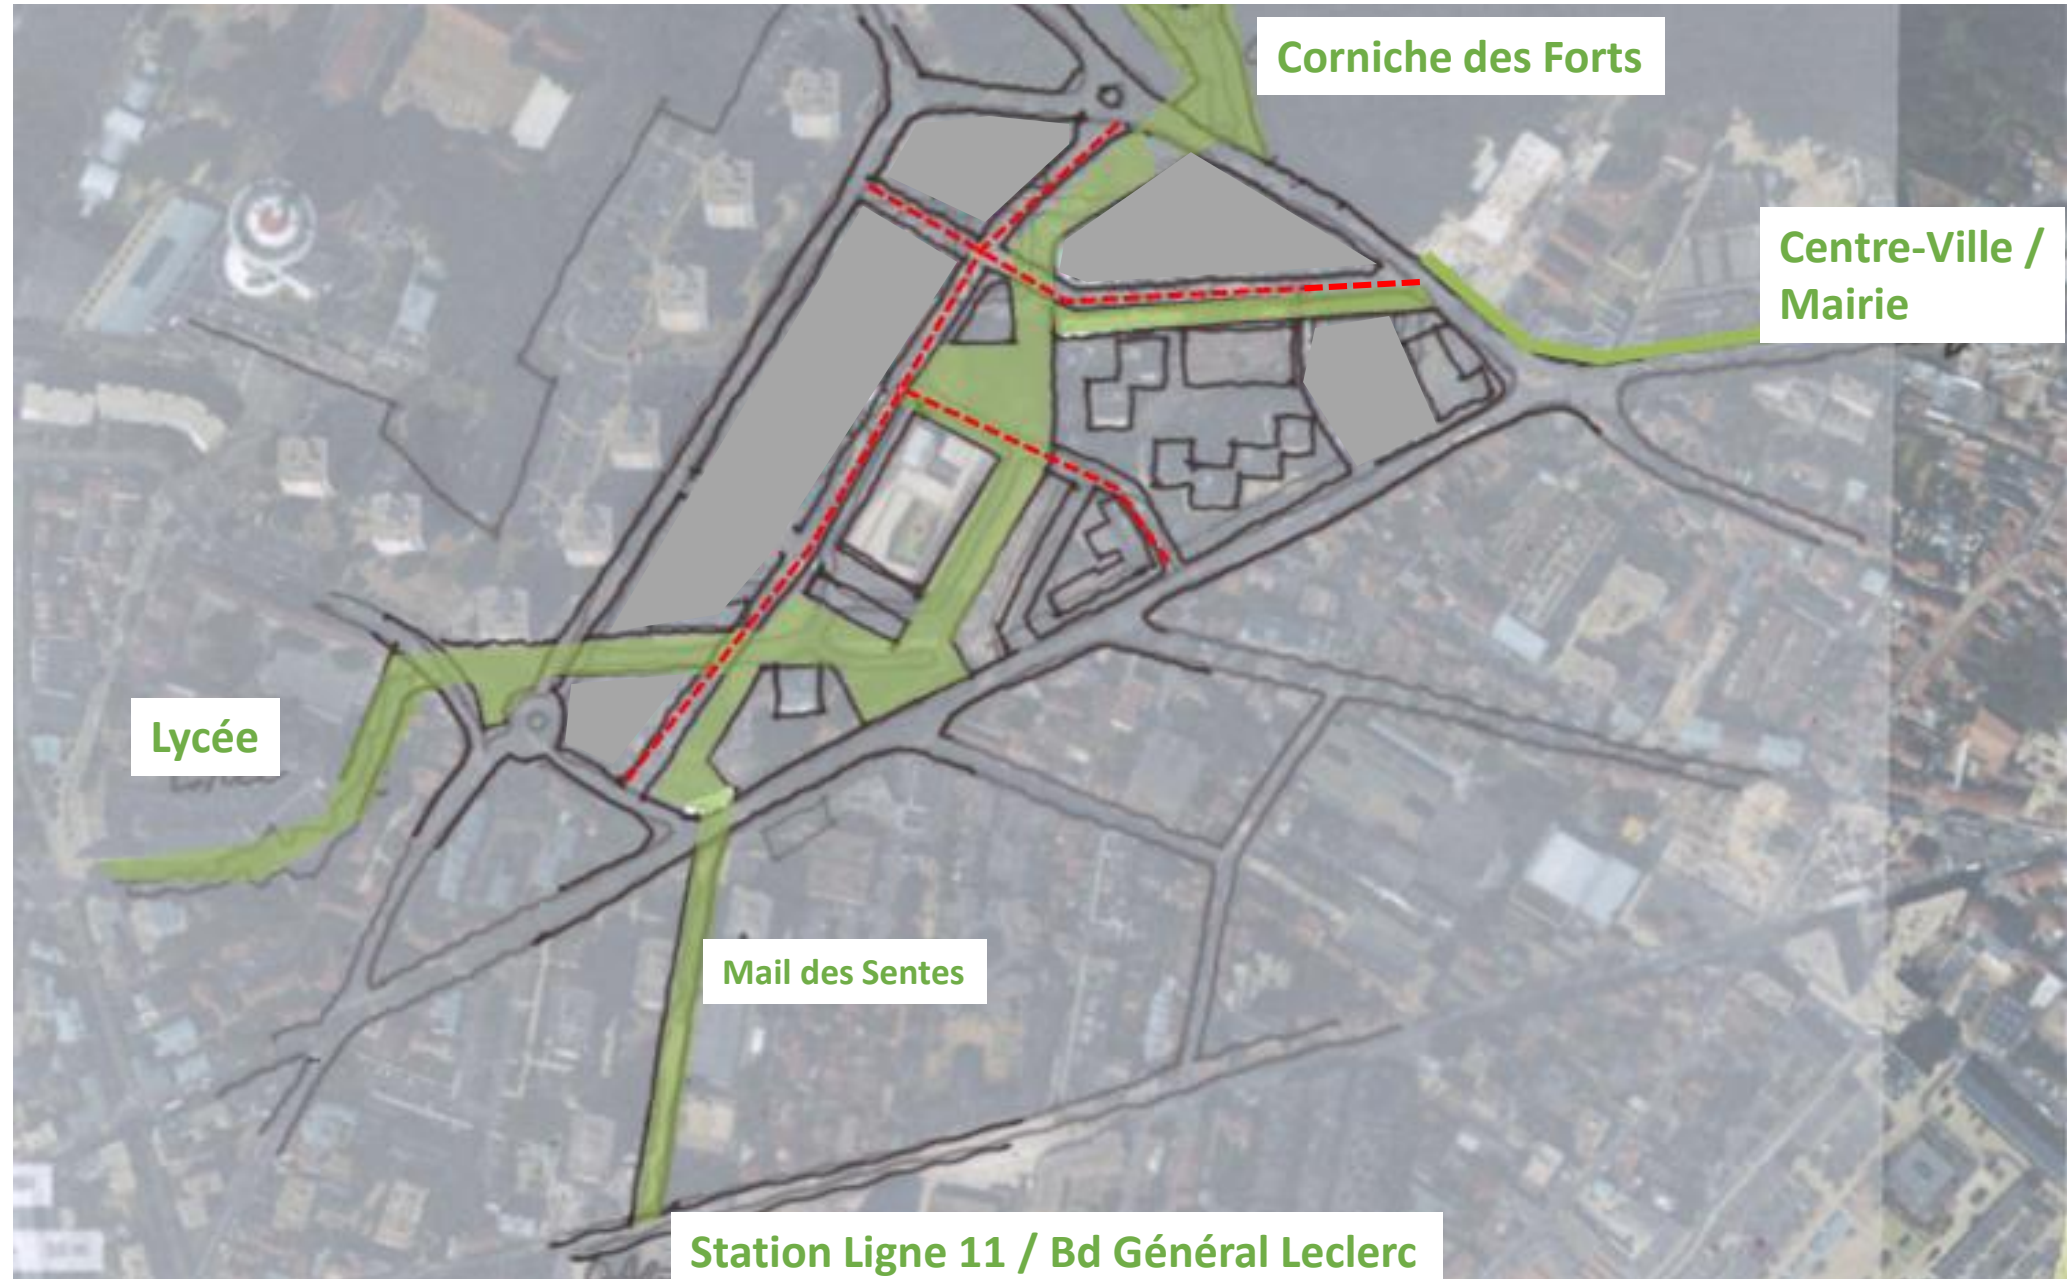 Corniche des Forts
Centre-Ville /
Mairie
Lycée
Mail des Sentes
Station Ligne 11 / Bd Général Leclerc